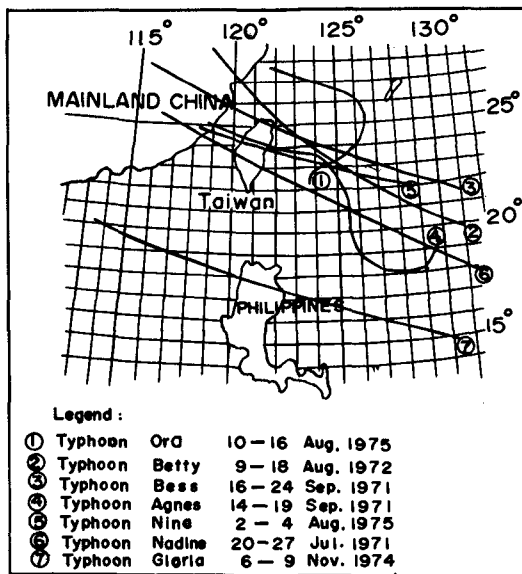 115° 120° 125° 130°
MAINLAND CHINA
25°
Taiwan
① ⑤ ③
20°
④ ②
⑥
PHILIPPINES
15°
⑦
Legend :
① Typhoon Ora 10 – 16 Aug, 1975
② Typhoon Betty 9 – 18 Aug, 1972
③ Typhoon Bess 16 – 24 Sep. 1971
④ Typhoon Agnes 14 – 19 Sep. 1971
⑤ Typhoon Nina 2 – 4 Aug, 1975
⑥ Typhoon Nadine 20 – 27 Jul. 1971
⑦ Typhoon Gloria 6 – 9 Nov. 1974